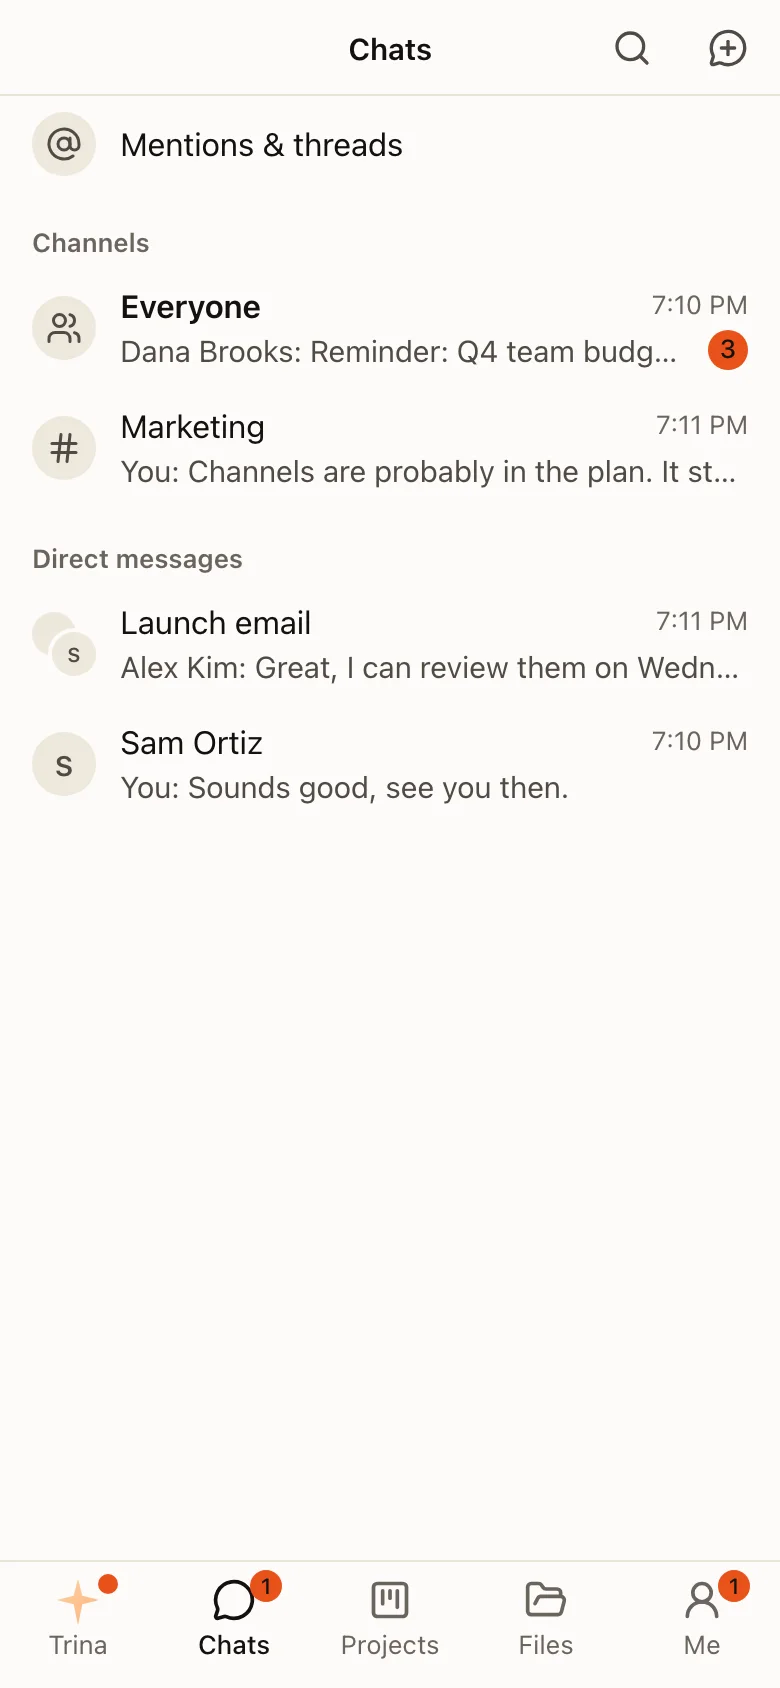 Chats
@
Mentions & threads
Channels
Everyone
7:10 PM
Dana Brooks: Reminder: Q4 team budg...
3
#
Marketing
7:11 PM
You: Channels are probably in the plan. It st...
Direct messages
S
Launch email
7:11 PM
Alex Kim: Great, I can review them on Wedn...
S
Sam Ortiz
7:10 PM
You: Sounds good, see you then.
1
1
Trina
Chats
Projects
Files
Me